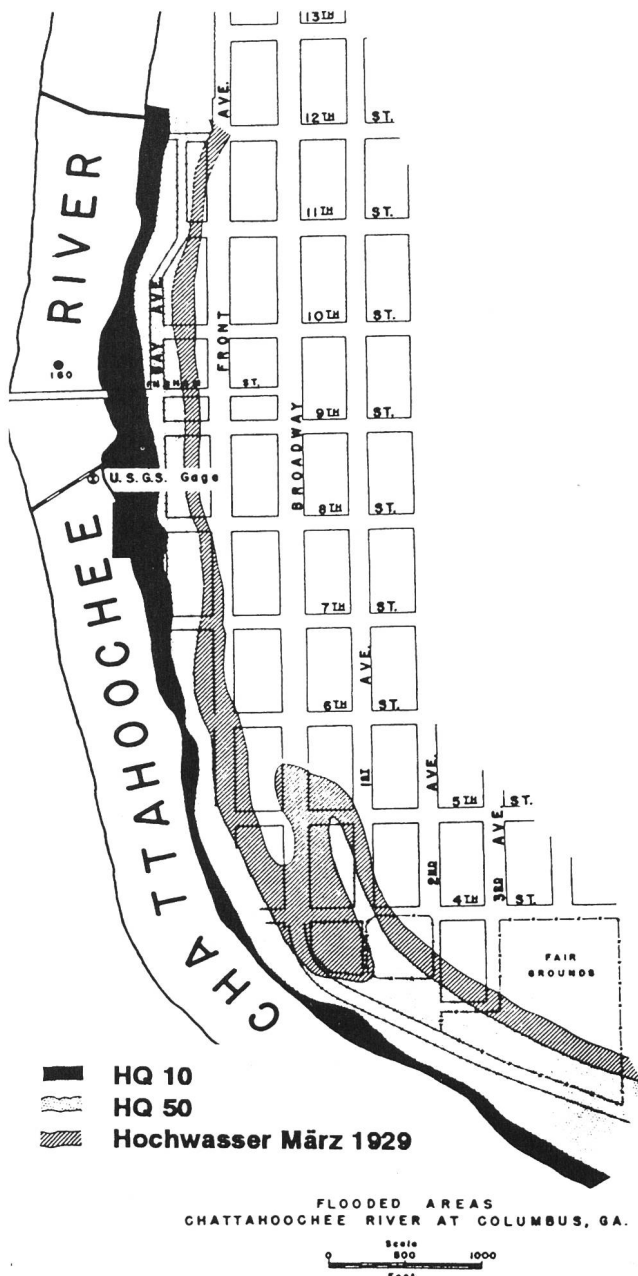 13TH
AVE.
12TH ST.
RIVER
11TH ST.
BAY AVE.
10TH ST.
FRONT
160
ST.
BROADWAY
9TH ST.
U.S.G.S. Gage
8TH ST.
CHATTAHOOCHEE
7TH ST.
AVE.
6TH ST.
1ST
AVE.
5TH ST.
AVE
2ND
3RD
4TH ST.
FAIR
GROUNDS
HQ 10
HQ 50
Hochwasser März 1929
FLOODED AREAS
CHATTAHOOCHEE RIVER AT COLUMBUS, GA.
Scale
0 500 1000
Feet